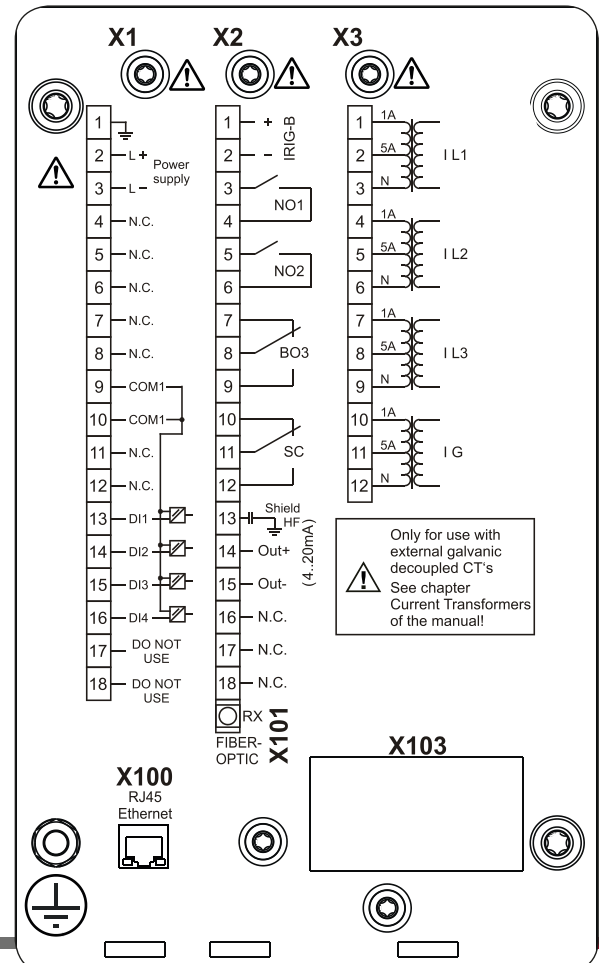 X1
X2
X3
1
2 L+
Power
supply
3 L-
4 N.C.
5 N.C.
6 N.C.
7 N.C.
8 N.C.
9 COM1
10 COM1
11 N.C.
12 N.C.
13 DI1
14 DI2
15 DI3
16 DI4
17 DO NOT
USE
18 DO NOT
USE
1 +
2 -
IRIG-B
3
NO1
4
5
NO2
6
7
8 BO3
9
10
11 SC
12
13 Shield
HF
14 Out+
15 Out-
(4..20mA)
16 N.C.
17 N.C.
18 N.C.
RX
FIBER-
OPTIC
X101
1 1A
2 5A I L1
3 N
4 1A
5 5A I L2
6 N
7 1A
8 5A I L3
9 N
10 1A
11 5A I G
12 N
Only for use with
external galvanic
decoupled CT's
See chapter
Current Transformers
of the manual!
X100
RJ45
Ethernet
X103